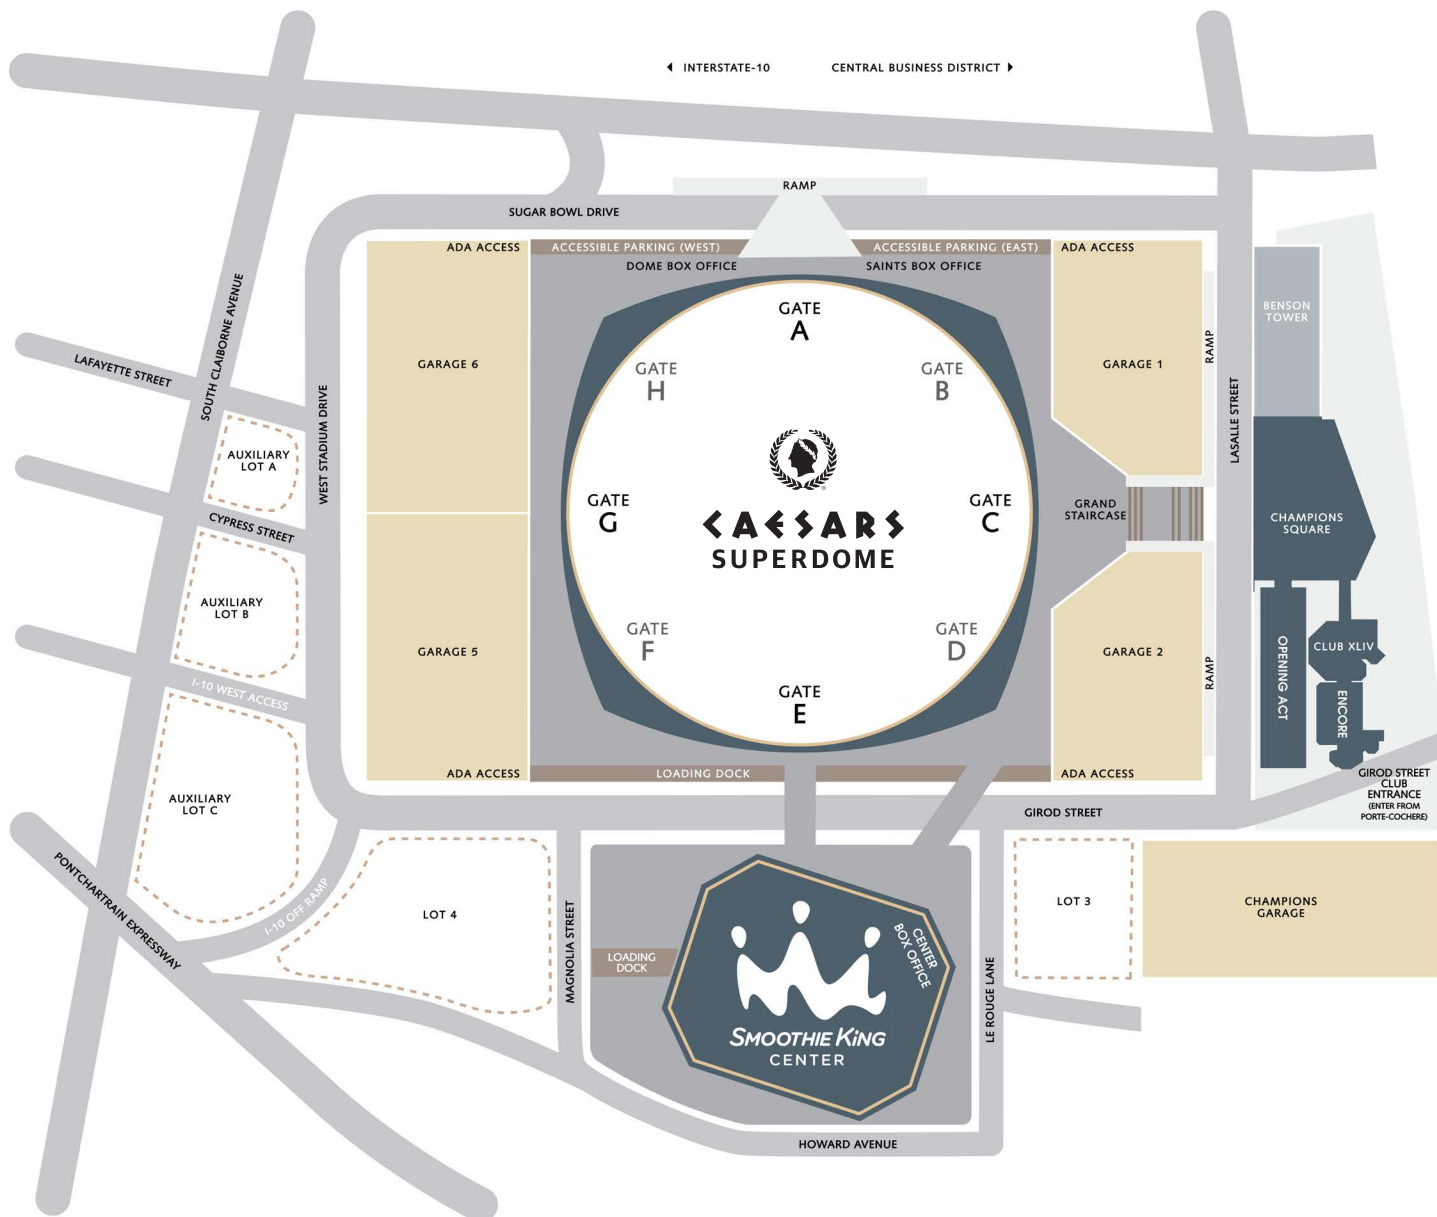 INTERSTATE-10
CENTRAL BUSINESS DISTRICT
RAMP
SUGAR BOWL DRIVE
ADA ACCESS
ACCESSIBLE PARKING (WEST)
ACCESSIBLE PARKING (EAST)
ADA ACCESS
DOME BOX OFFICE
SAINTS BOX OFFICE
SOUTH CLAIBORNE AVENUE
LAFAYETTE STREET
WEST STADIUM DRIVE
GARAGE 6
GATE
A
GATE
H
GATE
B
GARAGE 1
RAMP
LASALLE STREET
BENSON
TOWER
AUXILIARY
LOT A
CYPRESS STREET
GATE
G
CAESARS
SUPERDOME
GATE
C
GRAND
STAIRCASE
CHAMPIONS
SQUARE
AUXILIARY
LOT B
GARAGE 5
GATE
F
GATE
D
GARAGE 2
RAMP
OPENING ACT
CLUB XLIV
ENCORE
I-10 WEST ACCESS
GATE
E
ADA ACCESS
LOADING DOCK
ADA ACCESS
AUXILIARY
LOT C
GIROD STREET
GIROD STREET
CLUB
ENTRANCE
(ENTER FROM
PORTE-COCHERE)
PONTCHARTRAIN EXPRESSWAY
I-10 OFF RAMP
LOT 4
MAGNOLIA STREET
LOADING
DOCK
CENTER
BOX OFFICE
SMOOTHIE KING
CENTER
LE ROUGE LANE
LOT 3
CHAMPIONS
GARAGE
HOWARD AVENUE